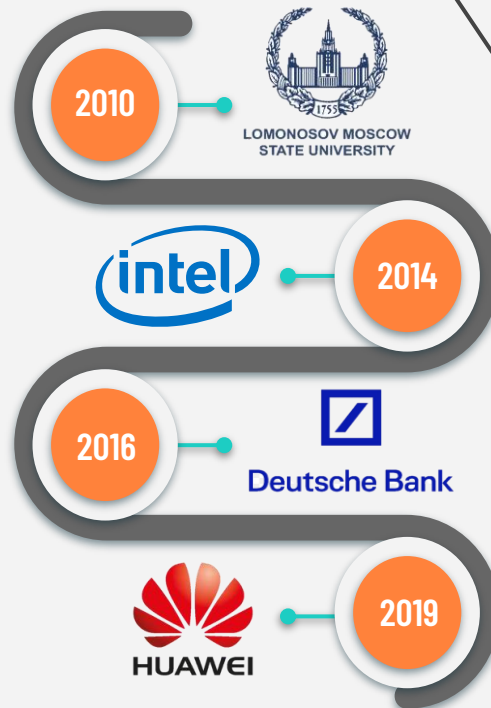 1755
2010
LOMONOSOV MOSCOW
STATE UNIVERSITY
intel
2014
2016
Deutsche Bank
HUAWEI
2019